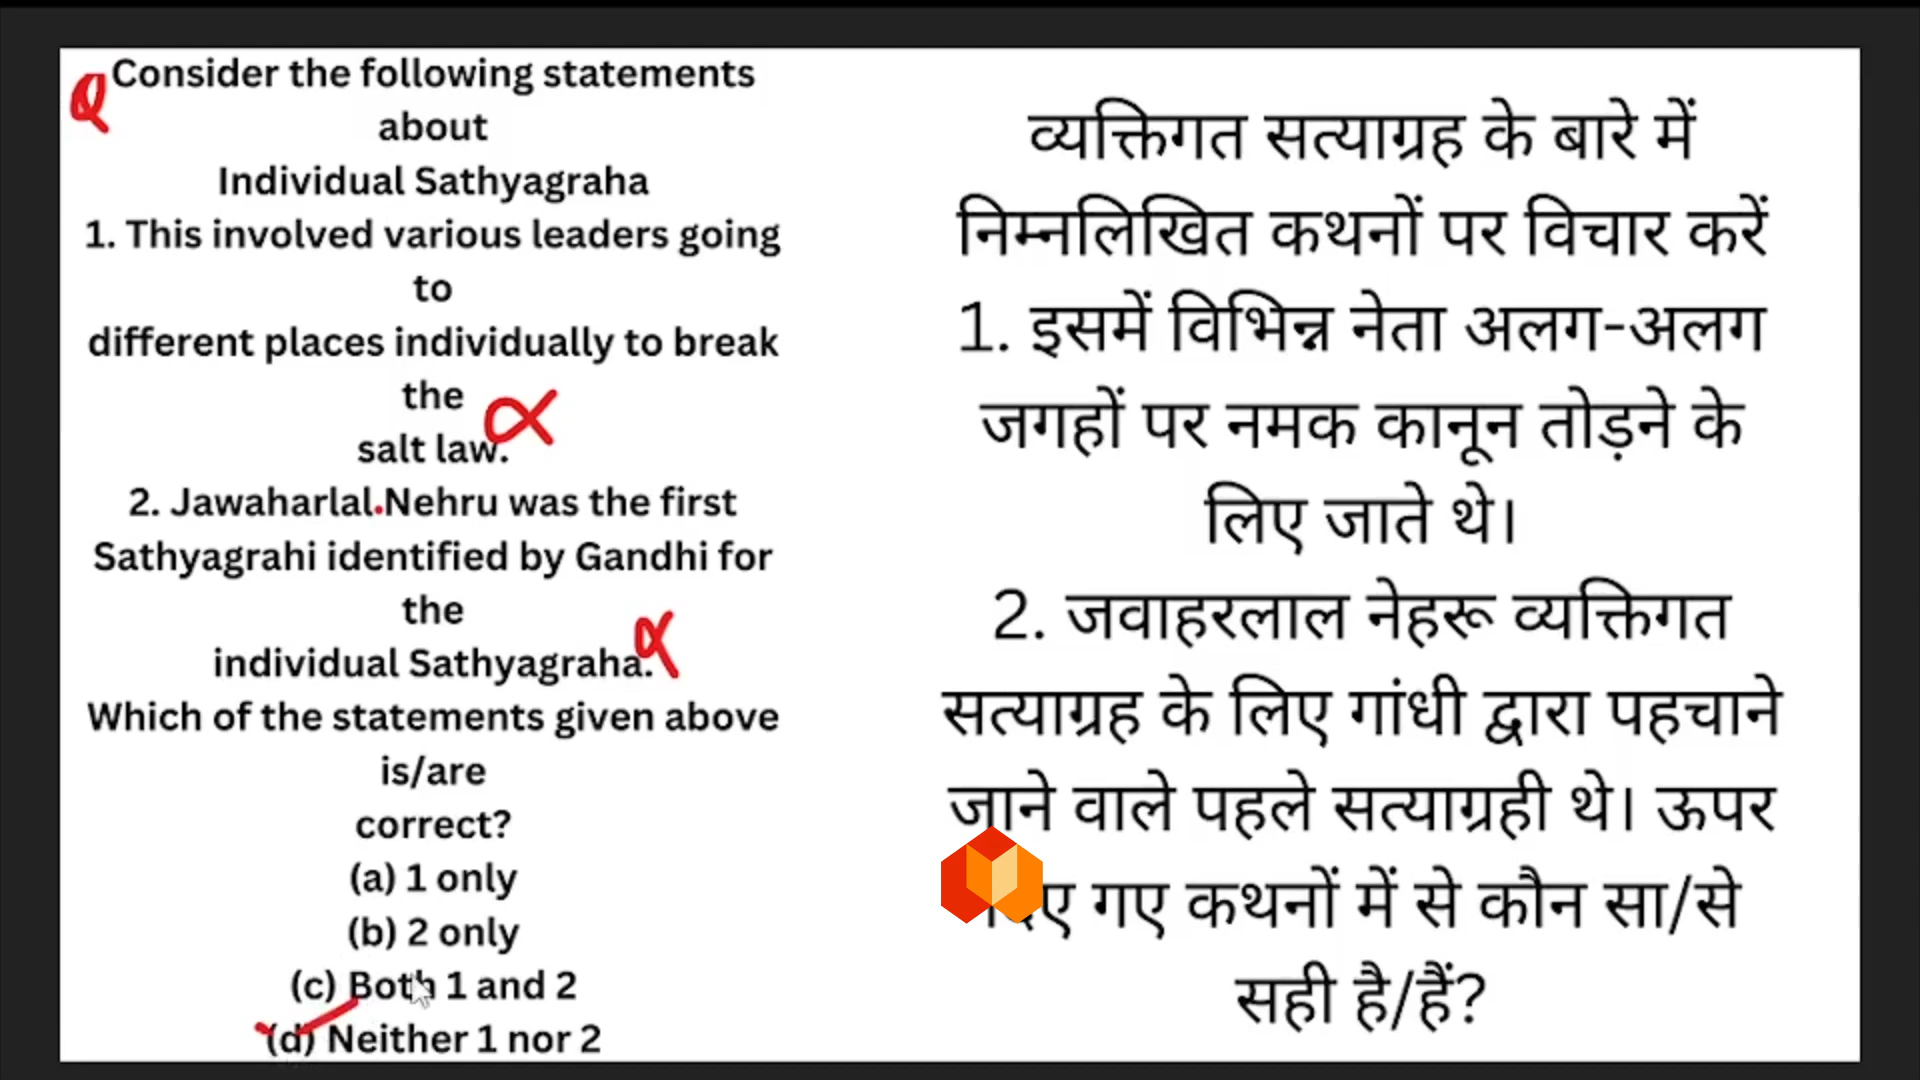 Q Consider the following statements
about
Individual Sathyagraha
1. This involved various leaders going
to
different places individually to break
the
salt law.
2. Jawaharlal.Nehru was the first
Sathyagrahi identified by Gandhi for
the
individual Sathyagraha.
Which of the statements given above
is/are
correct?
(a) 1 only
(b) 2 only
(c) Both 1 and 2
(d) Neither 1 nor 2
व्यक्तिगत सत्याग्रह के बारे में
निम्नलिखित कथनों पर विचार करें
1. इसमें विभिन्न नेता अलग-अलग
जगहों पर नमक कानून तोड़ने के
लिए जाते थे।
2. जवाहरलाल नेहरू व्यक्तिगत
सत्याग्रह के लिए गांधी द्वारा पहचाने
जाने वाले पहले सत्याग्रही थे। ऊपर
गए कथनों में से कौन सा/से
सही है/हैं?